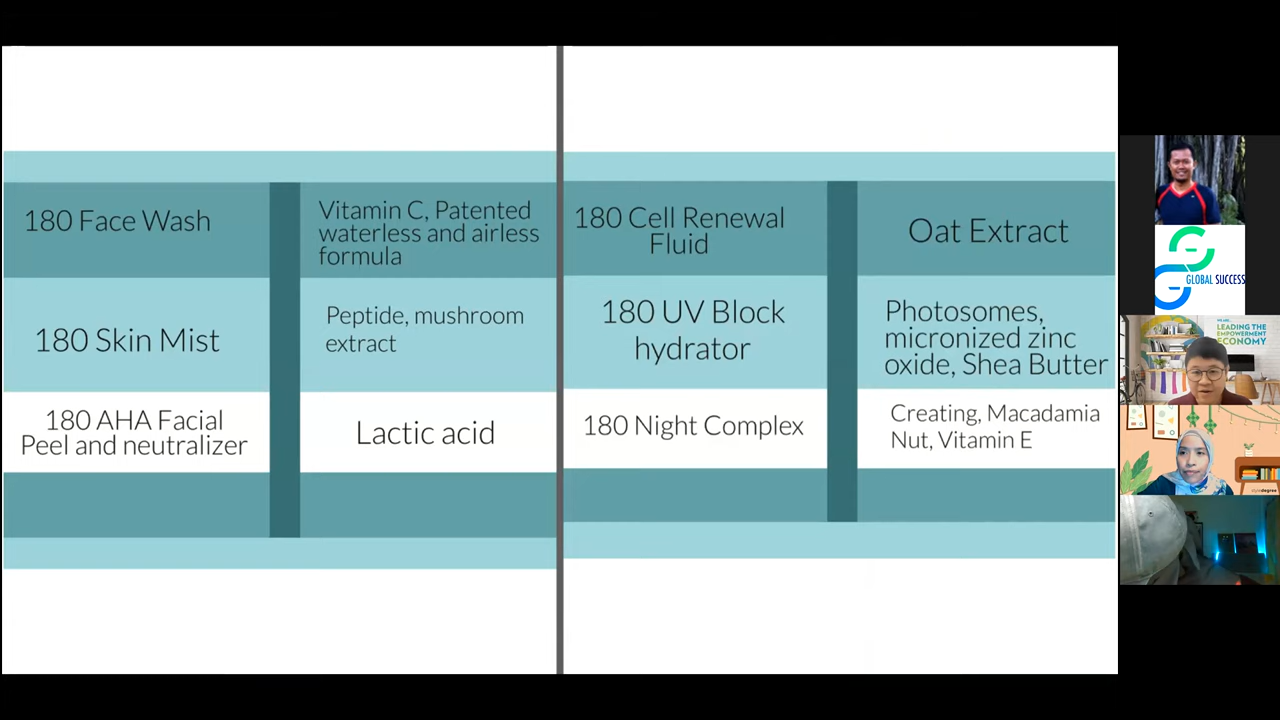 180 Face Wash
Vitamin C, Patented
waterless and airless
formula
180 Skin Mist
Peptide, mushroom
extract
180 AHA Facial
Peel and neutralizer
Lactic acid
180 Cell Renewal
Fluid
Oat Extract
180 UV Block
hydrator
Photosomes,
micronized zinc
oxide, Shea Butter
180 Night Complex
Creating, Macadamia
Nut, Vitamin E
GLOBAL SUCCESS
WE ARE
LEADING THE
EMPOWERMENT
ECONOMY